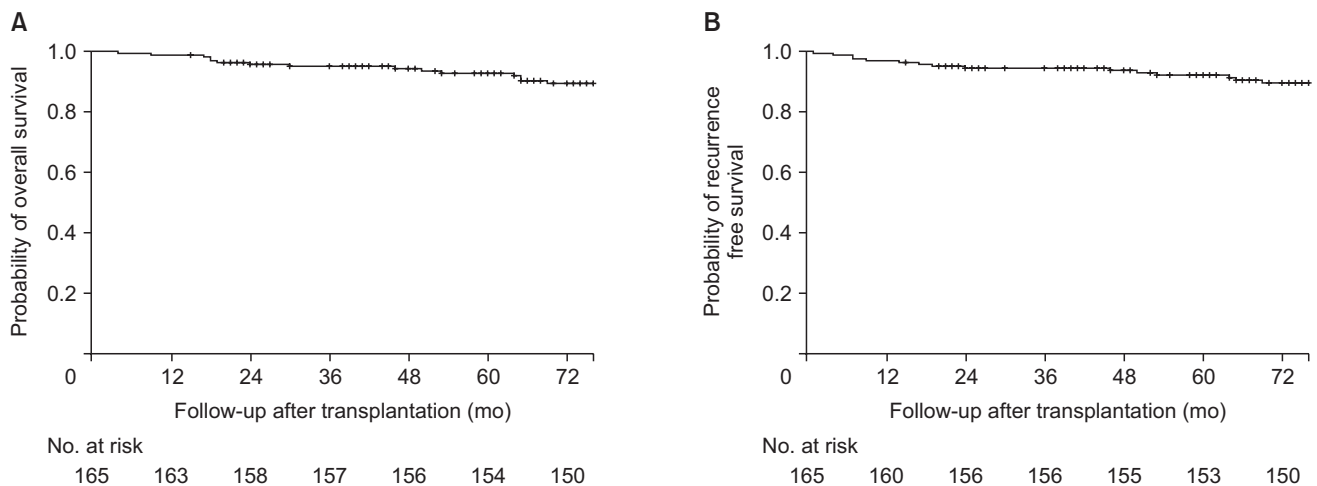 A
1.0
0.8
0.6
0.4
0.2
0 12 24 36 48 60 72
Probability of overall survival
Follow-up after transplantation (mo)
No. at risk
165 163 158 157 156 154 150
B
1.0
0.8
0.6
0.4
0.2
0 12 24 36 48 60 72
Probability of recurrence
free survival
Follow-up after transplantation (mo)
No. at risk
165 160 156 156 155 153 150